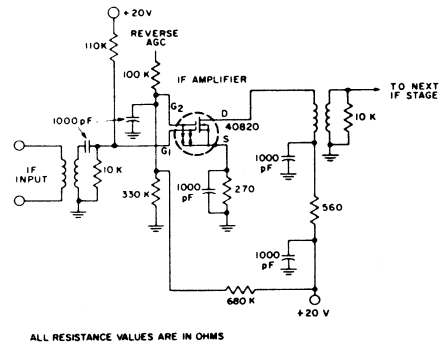 +20 V
110K
REVERSE
AGC
100 K
IF AMPLIFIER
G2
D
40820
TO NEXT
IF STAGE
1000 pF
10 K
G1
S
1000
pF
IF
INPUT
10 K
330 K
1000
pF
270
560
1000
pF
680 K
+20 V
ALL RESISTANCE VALUES ARE IN OHMS